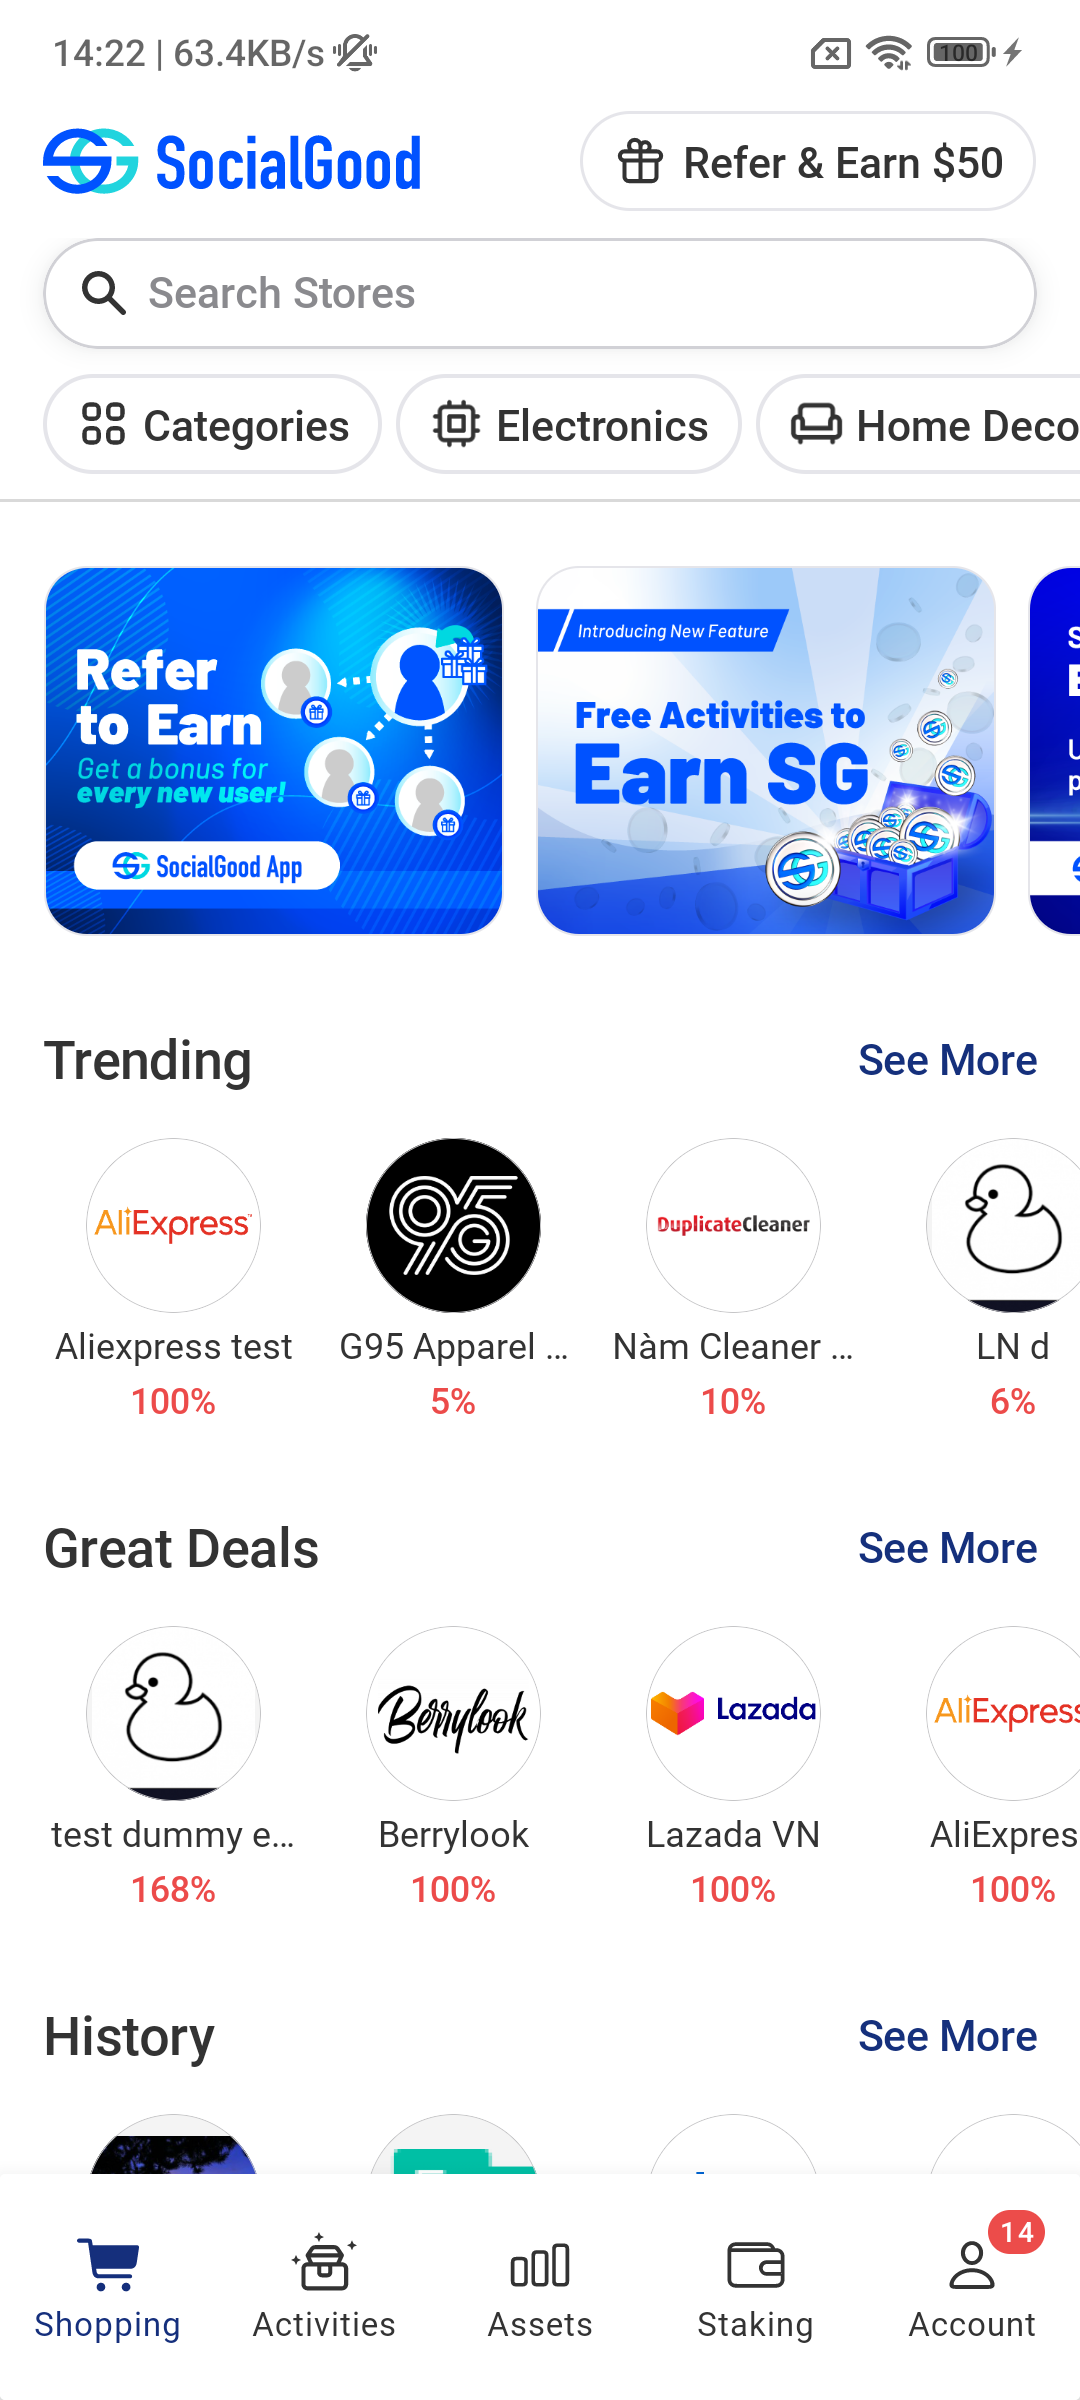 14:22 | 63.4KB/s
100
SocialGood
Refer & Earn $50
Search Stores
Categories
Electronics
Home Deco
Refer
to Earn
Get a bonus for
every new user!
SocialGood App
Introducing New Feature
Free Activities to
Earn SG
Trending
See More
AliExpress
G95
DuplicateCleaner
Aliexpress test
G95 Apparel ...
Nàm Cleaner ...
LN d
100%
5%
10%
6%
Great Deals
See More
Berrylook
Lazada
AliExpress
test dummy e...
Berrylook
Lazada VN
AliExpres
168%
100%
100%
100%
History
See More
14
Shopping
Activities
Assets
Staking
Account